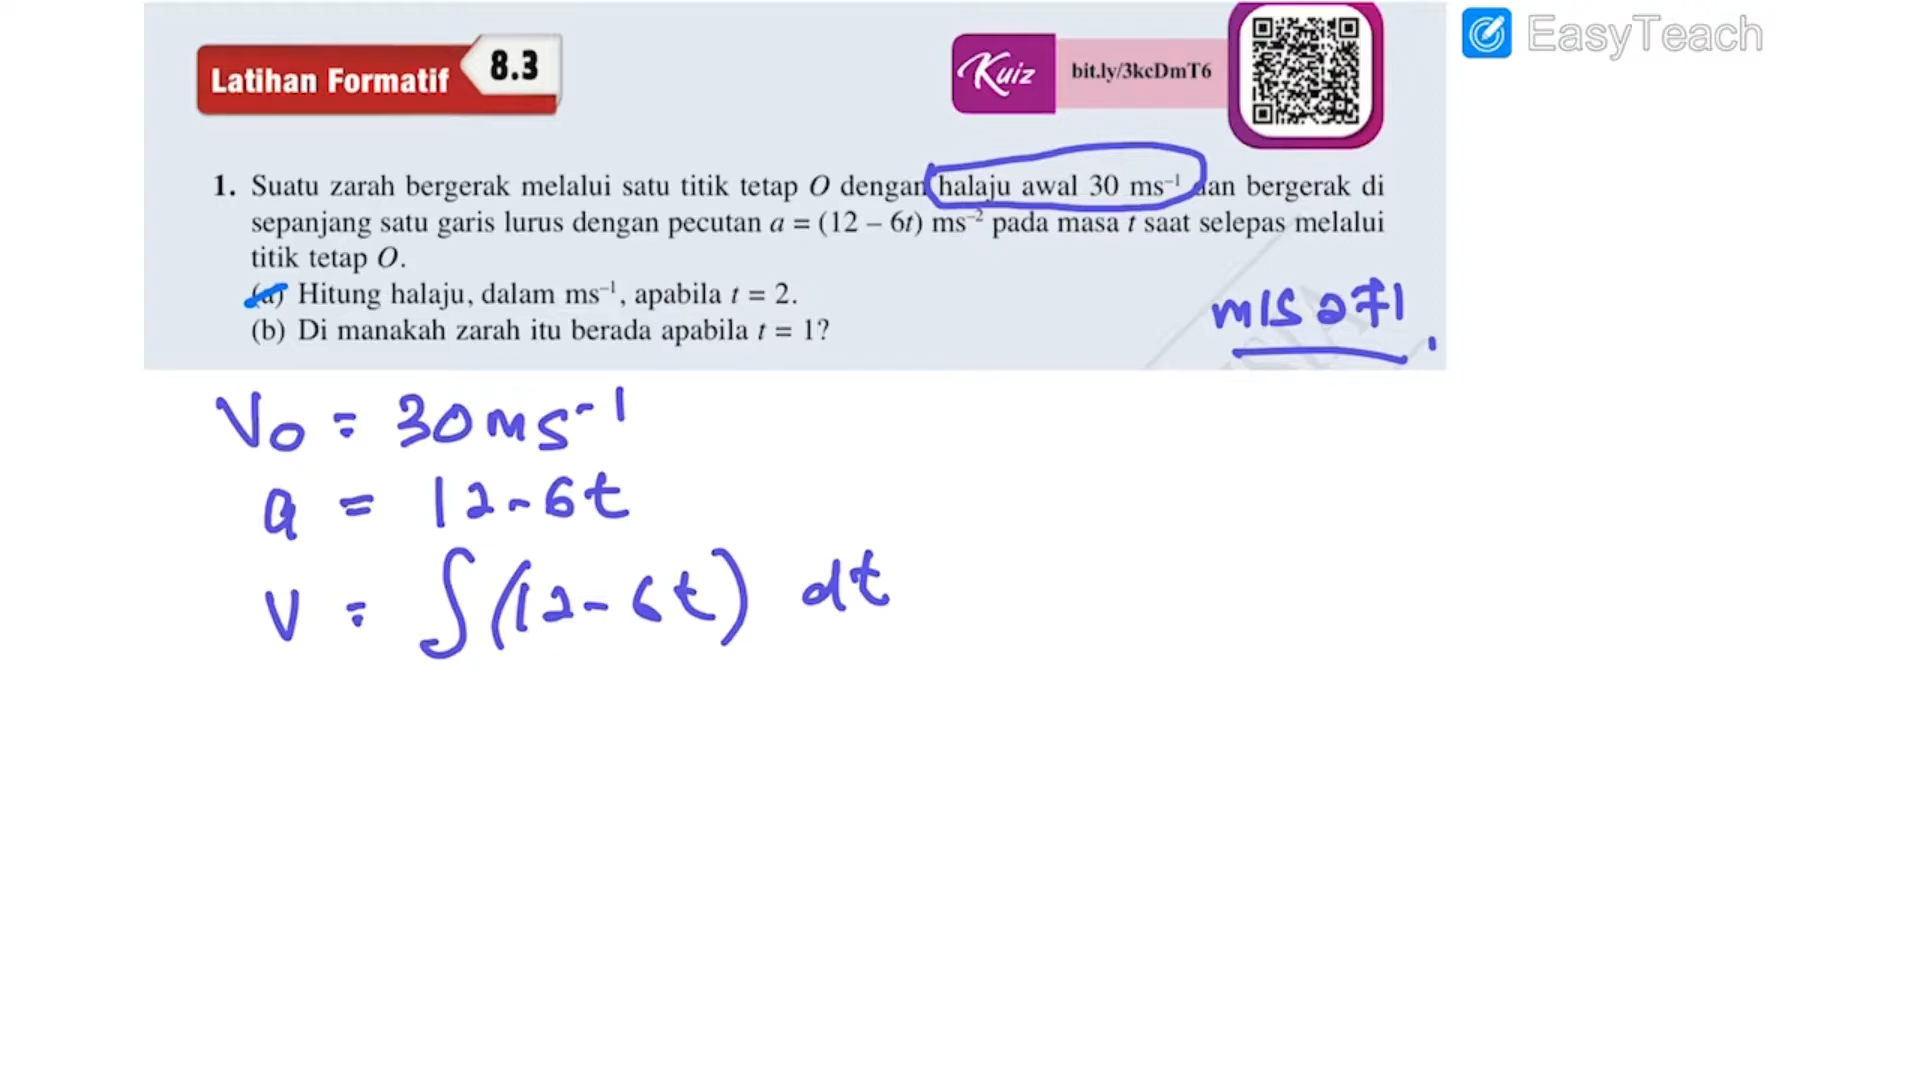 EasyTeach
Latihan Formatif 8.3
Kuiz bit.ly/3kcDmT6
1. Suatu zarah bergerak melalui satu titik tetap O dengan halaju awal 30 ms⁻¹ dan bergerak di
sepanjang satu garis lurus dengan pecutan a = (12 – 6t) ms⁻² pada masa t saat selepas melalui
titik tetap O.
(a) Hitung halaju, dalam ms⁻¹, apabila t = 2.
(b) Di manakah zarah itu berada apabila t = 1?
m/s 271
V₀ = 30 ms⁻¹
a = 12 - 6t
V = ∫(12 - 6t) dt